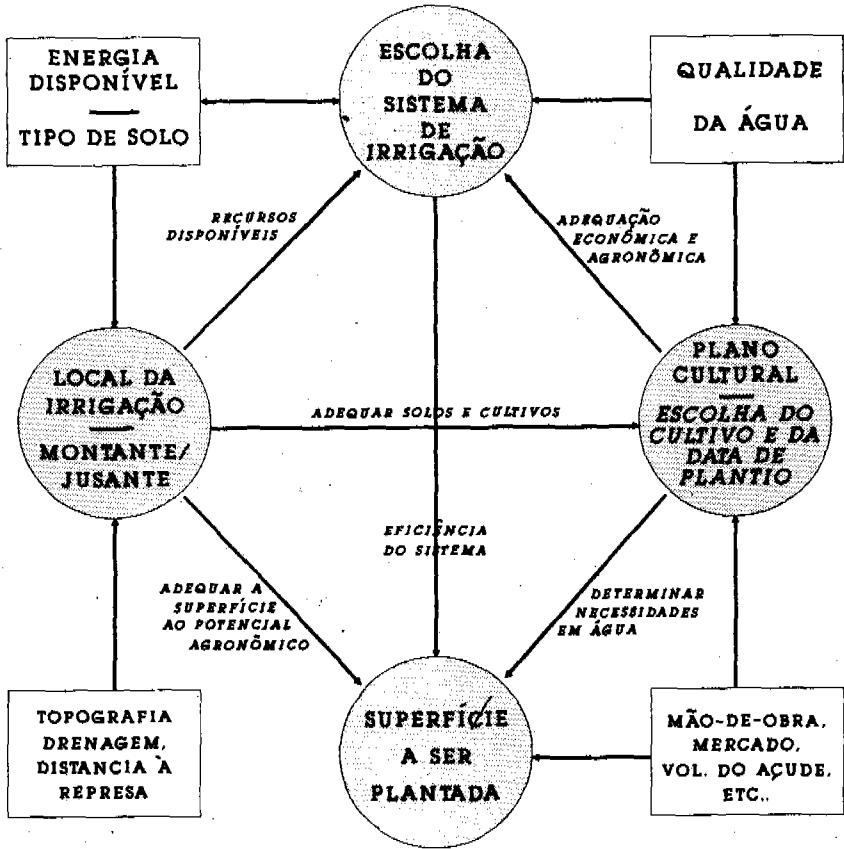 ENERGIA
DISPONÍVEL
TIPO DE SOLO
ESCOLHA
DO
SISTEMA
DE
IRRIGAÇÃO
QUALIDADE
DA ÁGUA
RECURSOS
DISPONÍVEIS
ADEQUAÇÃO
ECONÔMICA E
AGRONÔMICA
LOCAL DA
IRRIGAÇÃO
MONTANTE/
JUSANTE
ADEQUAR SOLOS E CULTIVOS
PLANO
CULTURAL
ESCOLHA DO
CULTIVO E DA
DATA DE
PLANTIO
EFICIÊNCIA
DO SISTEMA
ADEQUAR A
SUPERFÍCIE
AO POTENCIAL
AGRONÔMICO
DETERMINAR
NECESSIDADES
EM ÁGUA
TOPOGRAFIA
DRENAGEM,
DISTANCIA À
REPRESA
SUPERFÍCIE
A SER
PLANTADA
MÃO-DE-OBRA,
MERCADO,
VOL. DO AÇUDE,
ETC..